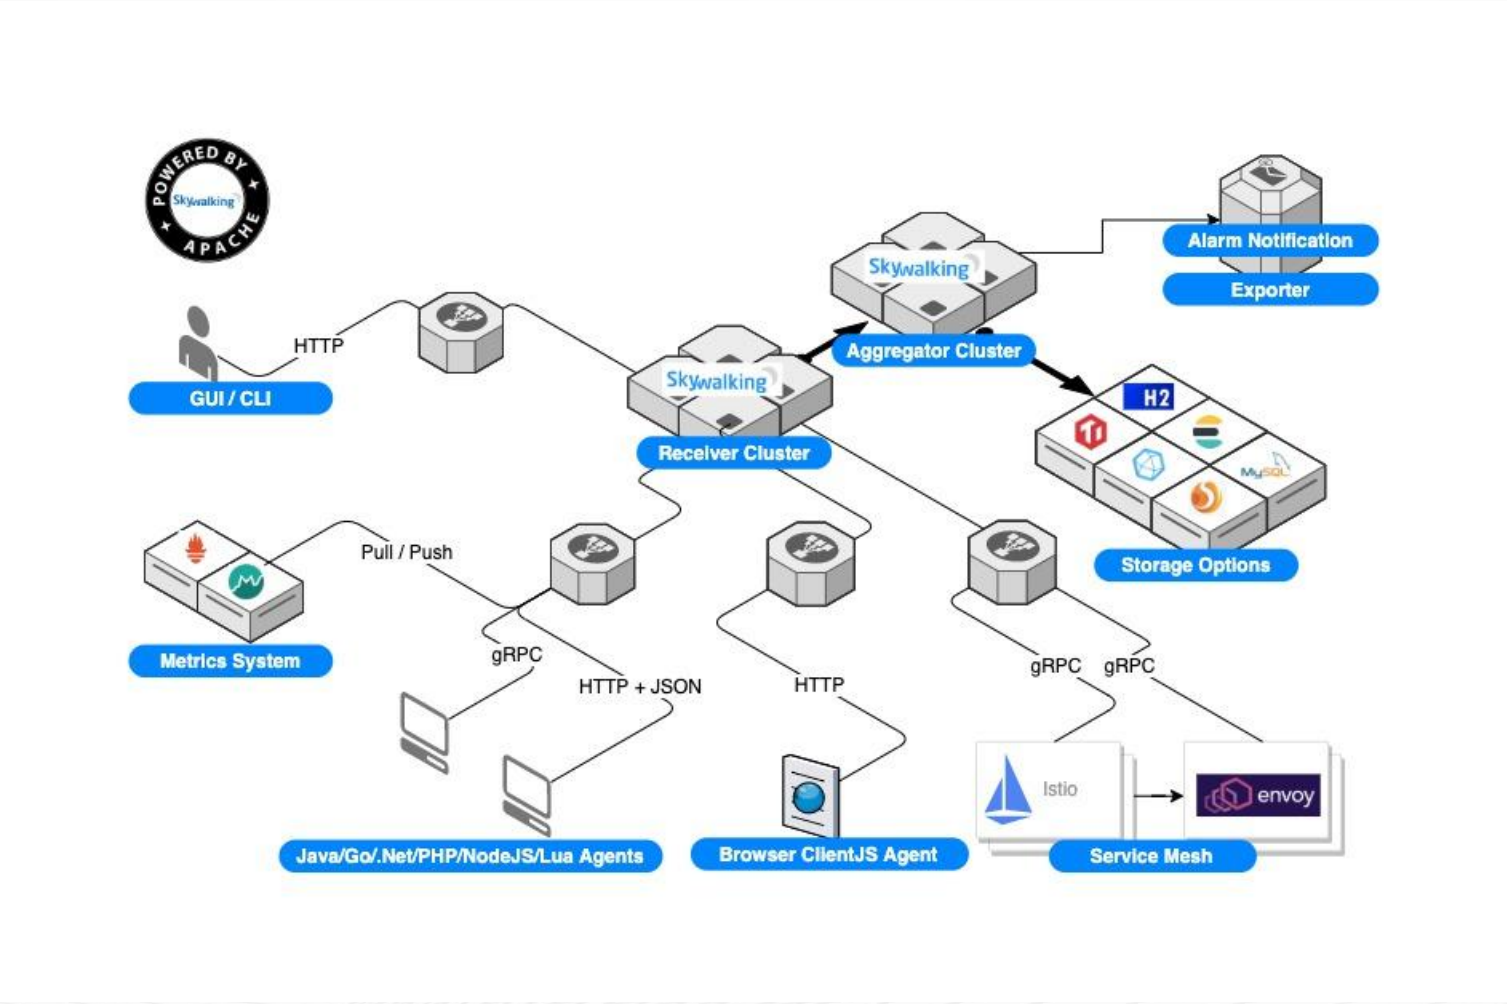 POWERED BY
Skywalking
APACHE
HTTP
GUI / CLI
Skywalking
Receiver Cluster
Skywalking
Aggregator Cluster
Alarm Notification
Exporter
H2
MySQL
Storage Options
Pull / Push
Metrics System
gRPC
HTTP + JSON
HTTP
gRPC
gRPC
Istio
envoy
Java/Go/.Net/PHP/NodeJS/Lua Agents
Browser ClientJS Agent
Service Mesh